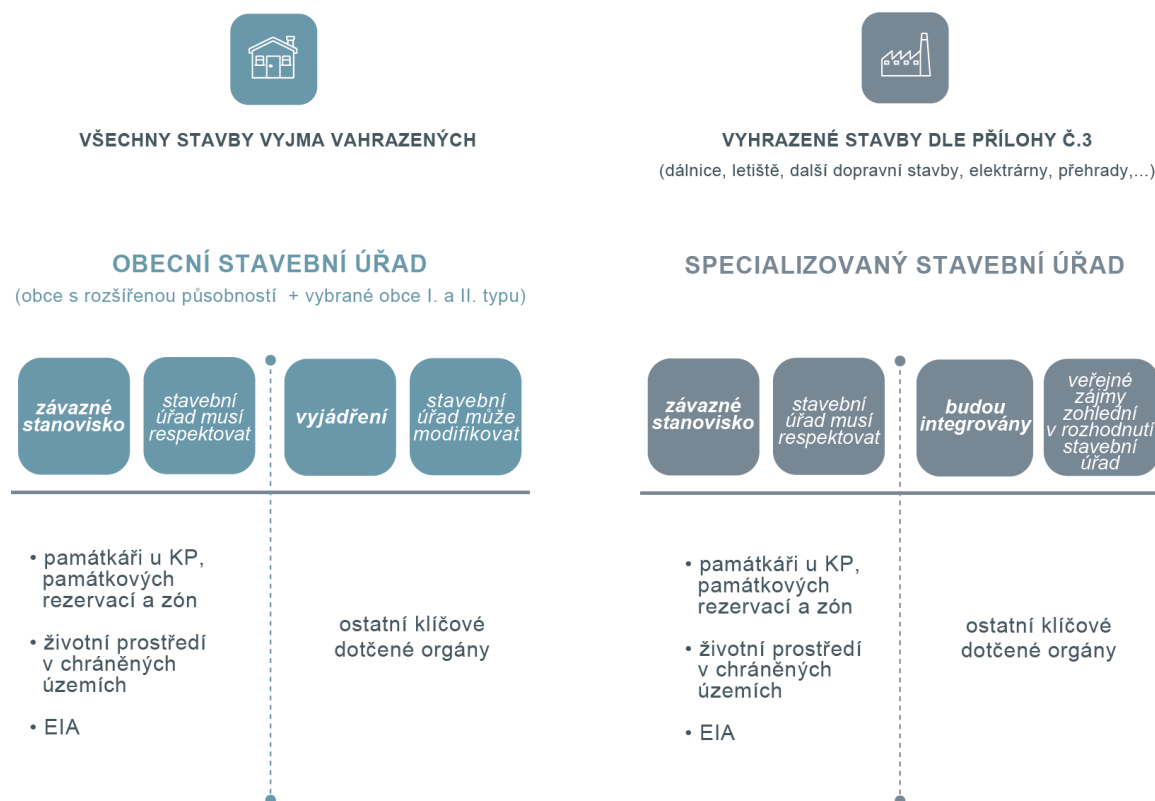 VŠECHNY STAVBY VYJMA VAHRAZENÝCH
OBECNÍ STAVEBNÍ ÚŘAD
(obce s rozšířenou působností + vybrané obce I. a II. typu)
závazné
stanovisko
stavební
úřad musí
respektovat
vyjádření
stavební
úřad může
modifikovat
• památkáři u KP,
památkových
rezervací a zón
• životní prostředí
v chráněných
územích
• EIA
ostatní klíčové
dotčené orgány
VYHRAZENÉ STAVBY DLE PŘÍLOHY Č.3
(dálnice, letiště, další dopravní stavby, elektrárny, přehrady,...)
SPECIALIZOVANÝ STAVEBNÍ ÚŘAD
závazné
stanovisko
stavební
úřad musí
respektovat
budou
integrovány
veřejné
zájmy
zohlední
v rozhodnutí
stavební
úřad
• památkáři u KP,
památkových
rezervací a zón
• životní prostředí
v chráněných
územích
• EIA
ostatní klíčové
dotčené orgány